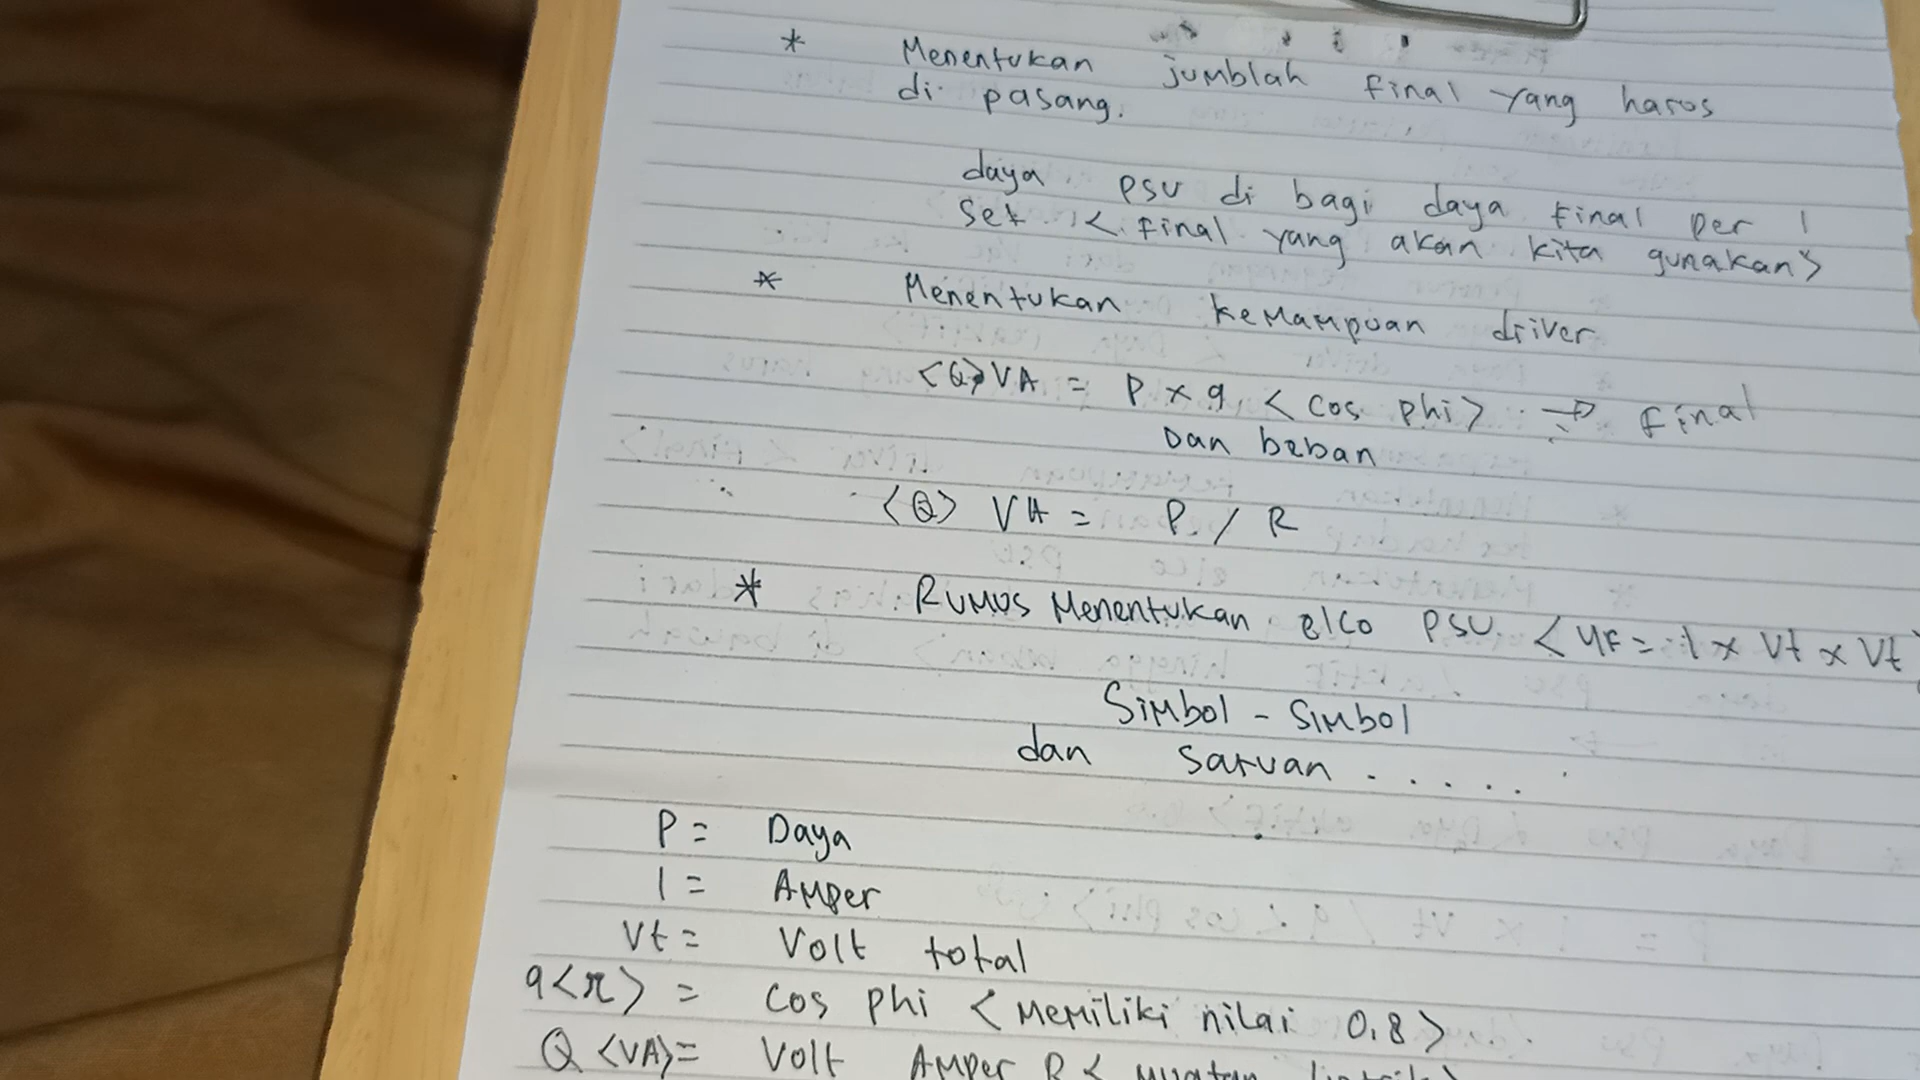 * Menentukan jumblah final yang harus
di pasang.
daya psu di bagi daya final per 1
set < final yang akan kita gunakan >
* Menentukan kemampuan driver
<Q> VA = P x q < cos phi > → final
Dan beban
<Q> VA = P / R
* Rumus Menentukan elco PSU < UF = I x Vt x Vt >
Simbol - Simbol
dan satuan . . . . .
P = Daya
I = Amper
Vt = Volt total
q <π> = cos phi < Memiliki nilai 0,8 >
Q <VA> = Volt Amper R <